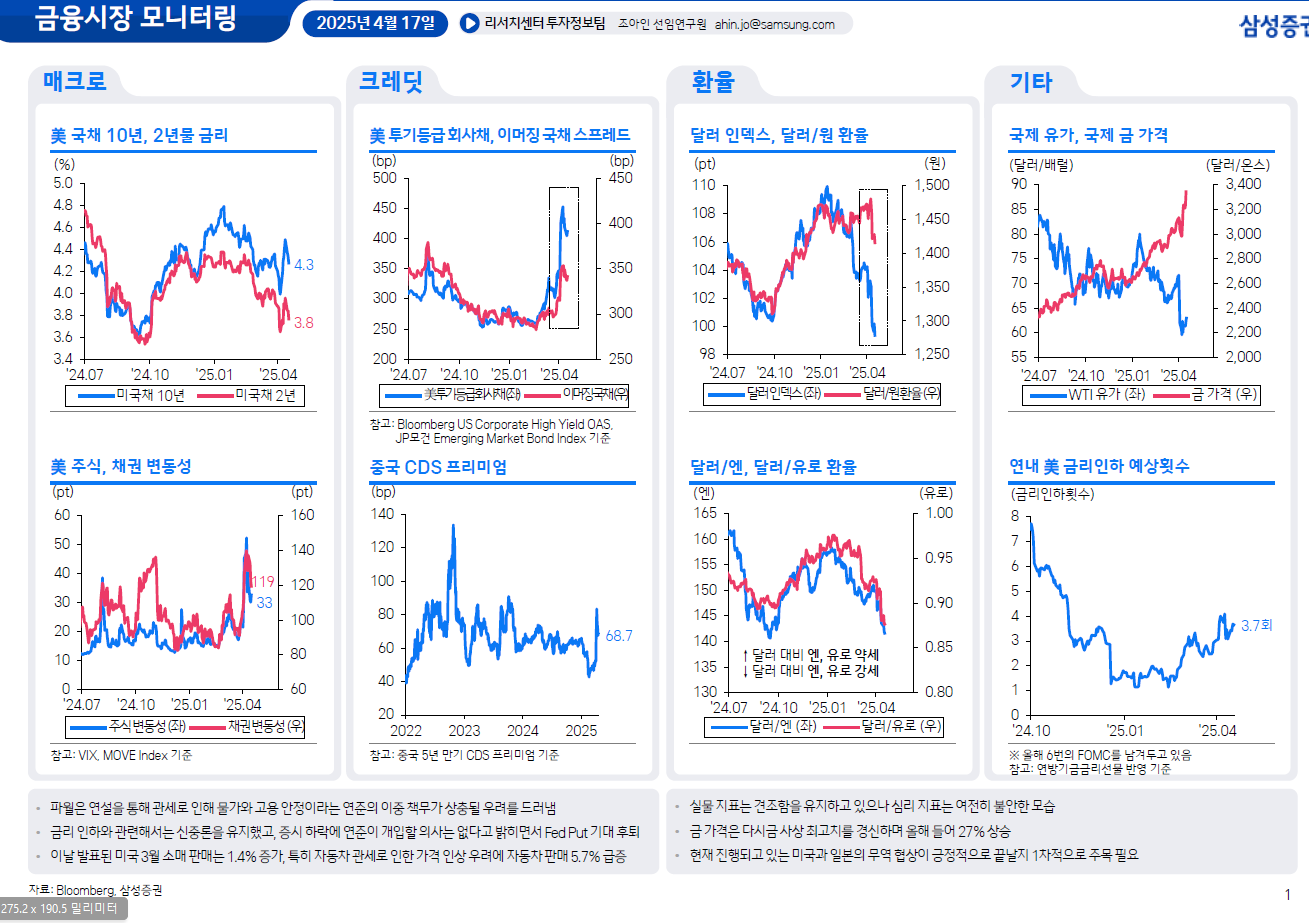 금융시장 모니터링
2025년 4월 17일
리서치센터 투자정보팀 조아인 선임연구원 ahin.jo@samsung.com
삼성증권
매크로
美 국채 10년, 2년물 금리
(%)
5.0
4.8
4.6
4.4
4.2
4.0
3.8
3.6
3.4
4.3
3.8
'24.07 '24.10 '25.01 '25.04
미국채 10년 미국채 2년
美 주식, 채권 변동성
(pt) (pt)
60 160
50 140
40 120
30 100
20 80
10 60
0
119
33
'24.07 '24.10 '25.01 '25.04
주식변동성(좌) 채권변동성(우)
참고: VIX, MOVE Index 기준
크레딧
美 투기등급 회사채, 이머징 국채 스프레드
(bp) (bp)
500 450
450 400
400 350
350 300
300 250
250
200
'24.07 '24.10 '25.01 '25.04
美투기등급회사채(좌) 이머징국채(우)
참고: Bloomberg US Corporate High Yield OAS,
JP모건 Emerging Market Bond Index 기준
중국 CDS 프리미엄
(bp)
140
120
100
80
60
40
20
68.7
2022 2023 2024 2025
참고: 중국 5년 만기 CDS 프리미엄 기준
환율
달러 인덱스, 달러/원 환율
(pt) (원)
110 1,500
108 1,450
106 1,400
104 1,350
102 1,300
100 1,250
98
'24.07 '24.10 '25.01 '25.04
달러인덱스(좌) 달러/원환율(우)
달러/엔, 달러/유로 환율
(엔) (유로)
165 1.00
160 0.95
155 0.90
150 0.85
145 0.80
140
135
130
↑ 달러 대비 엔, 유로 약세
↓ 달러 대비 엔, 유로 강세
'24.07 '24.10 '25.01 '25.04
달러/엔 (좌) 달러/유로 (우)
기타
국제 유가, 국제 금 가격
(달러/배럴) (달러/온스)
90 3,400
85 3,200
80 3,000
75 2,800
70 2,600
65 2,400
60 2,200
55 2,000
'24.07 '24.10 '25.01 '25.04
WTI 유가 (좌) 금 가격 (우)
연내 美 금리인하 예상횟수
(금리인하횟수)
8
7
6
5
4
3
2
1
0
3.7회
'24.10 '25.01 '25.04
※ 올해 6번의 FOMC를 남겨두고 있음
참고: 연방기금금리선물 반영 기준
• 파월은 연설을 통해 관세로 인해 물가와 고용 안정이라는 연준의 이중 책무가 상충될 우려를 드러냄
• 금리 인하와 관련해서는 신중론을 유지했고, 증시 하락에 연준이 개입할 의사는 없다고 밝히면서 Fed Put 기대 후퇴
• 이날 발표된 미국 3월 소매 판매는 1.4% 증가, 특히 자동차 관세로 인한 가격 인상 우려에 자동차 판매 5.7% 급증
• 실물 지표는 견조함을 유지하고 있으나 심리 지표는 여전히 불안한 모습
• 금 가격은 다시금 사상 최고치를 경신하며 올해 들어 27% 상승
• 현재 진행되고 있는 미국과 일본의 무역 협상이 긍정적으로 끝날지 1차적으로 주목 필요
자료: Bloomberg, 삼성증권
275.2 x 190.5 밀리미터
1